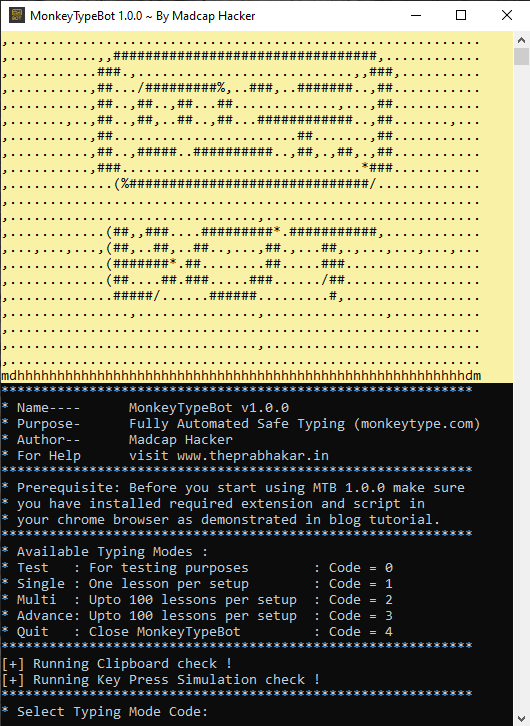 MonkeyTypeBot 1.0.0 ~ By Madcap Hacker
mdhhhhhhhhhhhhhhhhhhhhhhhhhhhhhhhhhhhhhhhhhhhhhhhhhhhhhhhhdm
**********************************************************
* Name----      MonkeyTypeBot v1.0.0
* Purpose-      Fully Automated Safe Typing (monkeytype.com)
* Author--      Madcap Hacker
* For Help      visit www.theprabhakar.in
**********************************************************
* Prerequisite: Before you start using MTB 1.0.0 make sure
* you have installed required extension and script in
* your chrome browser as demonstrated in blog tutorial.
**********************************************************
* Available Typing Modes :
* Test   : For testing purposes        : Code = 0
* Single : One lesson per setup        : Code = 1
* Multi  : Upto 100 lessons per setup  : Code = 2
* Advance: Upto 100 lessons per setup  : Code = 3
* Quit   : Close MonkeyTypeBot         : Code = 4
**********************************************************
[+] Running Clipboard check !
[+] Running Key Press Simulation check !
**********************************************************
* Select Typing Mode Code: